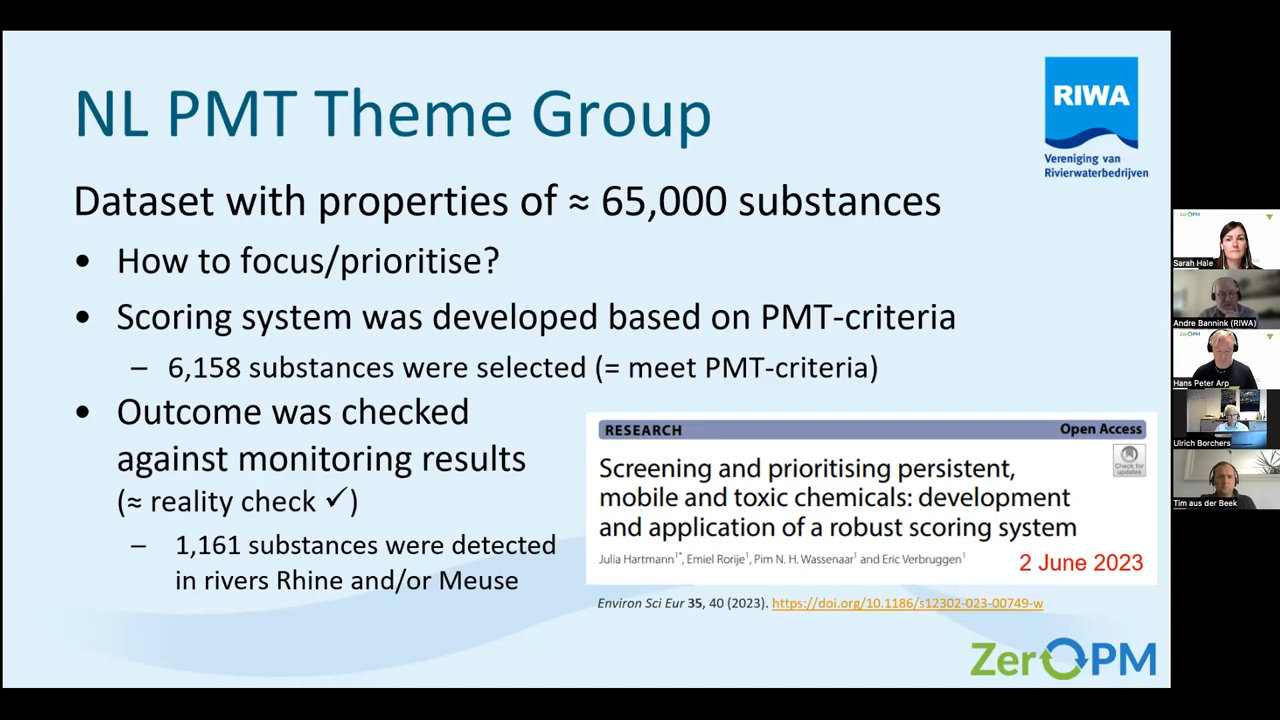 NL PMT Theme Group
RIWA
Vereniging van
Rivierwaterbedrijven
Dataset with properties of ≈ 65,000 substances
• How to focus/prioritise?
• Scoring system was developed based on PMT-criteria
– 6,158 substances were selected (= meet PMT-criteria)
• Outcome was checked
against monitoring results
(≈ reality check ✓)
– 1,161 substances were detected
in rivers Rhine and/or Meuse
RESEARCH Open Access
Check for
updates
Screening and prioritising persistent,
mobile and toxic chemicals: development
and application of a robust scoring system
Julia Hartmann1*, Emiel Rorije1, Pim N. H. Wassenaar1 and Eric Verbruggen1
2 June 2023
Environ Sci Eur 35, 40 (2023). https://doi.org/10.1186/s12302-023-00749-w
ZerOPM
ZerOPM
Sarah Hale
Andre Bannink (RIWA)
ZerOPM
Hans Peter Arp
Ulrich Borchers
Tim aus der Beek